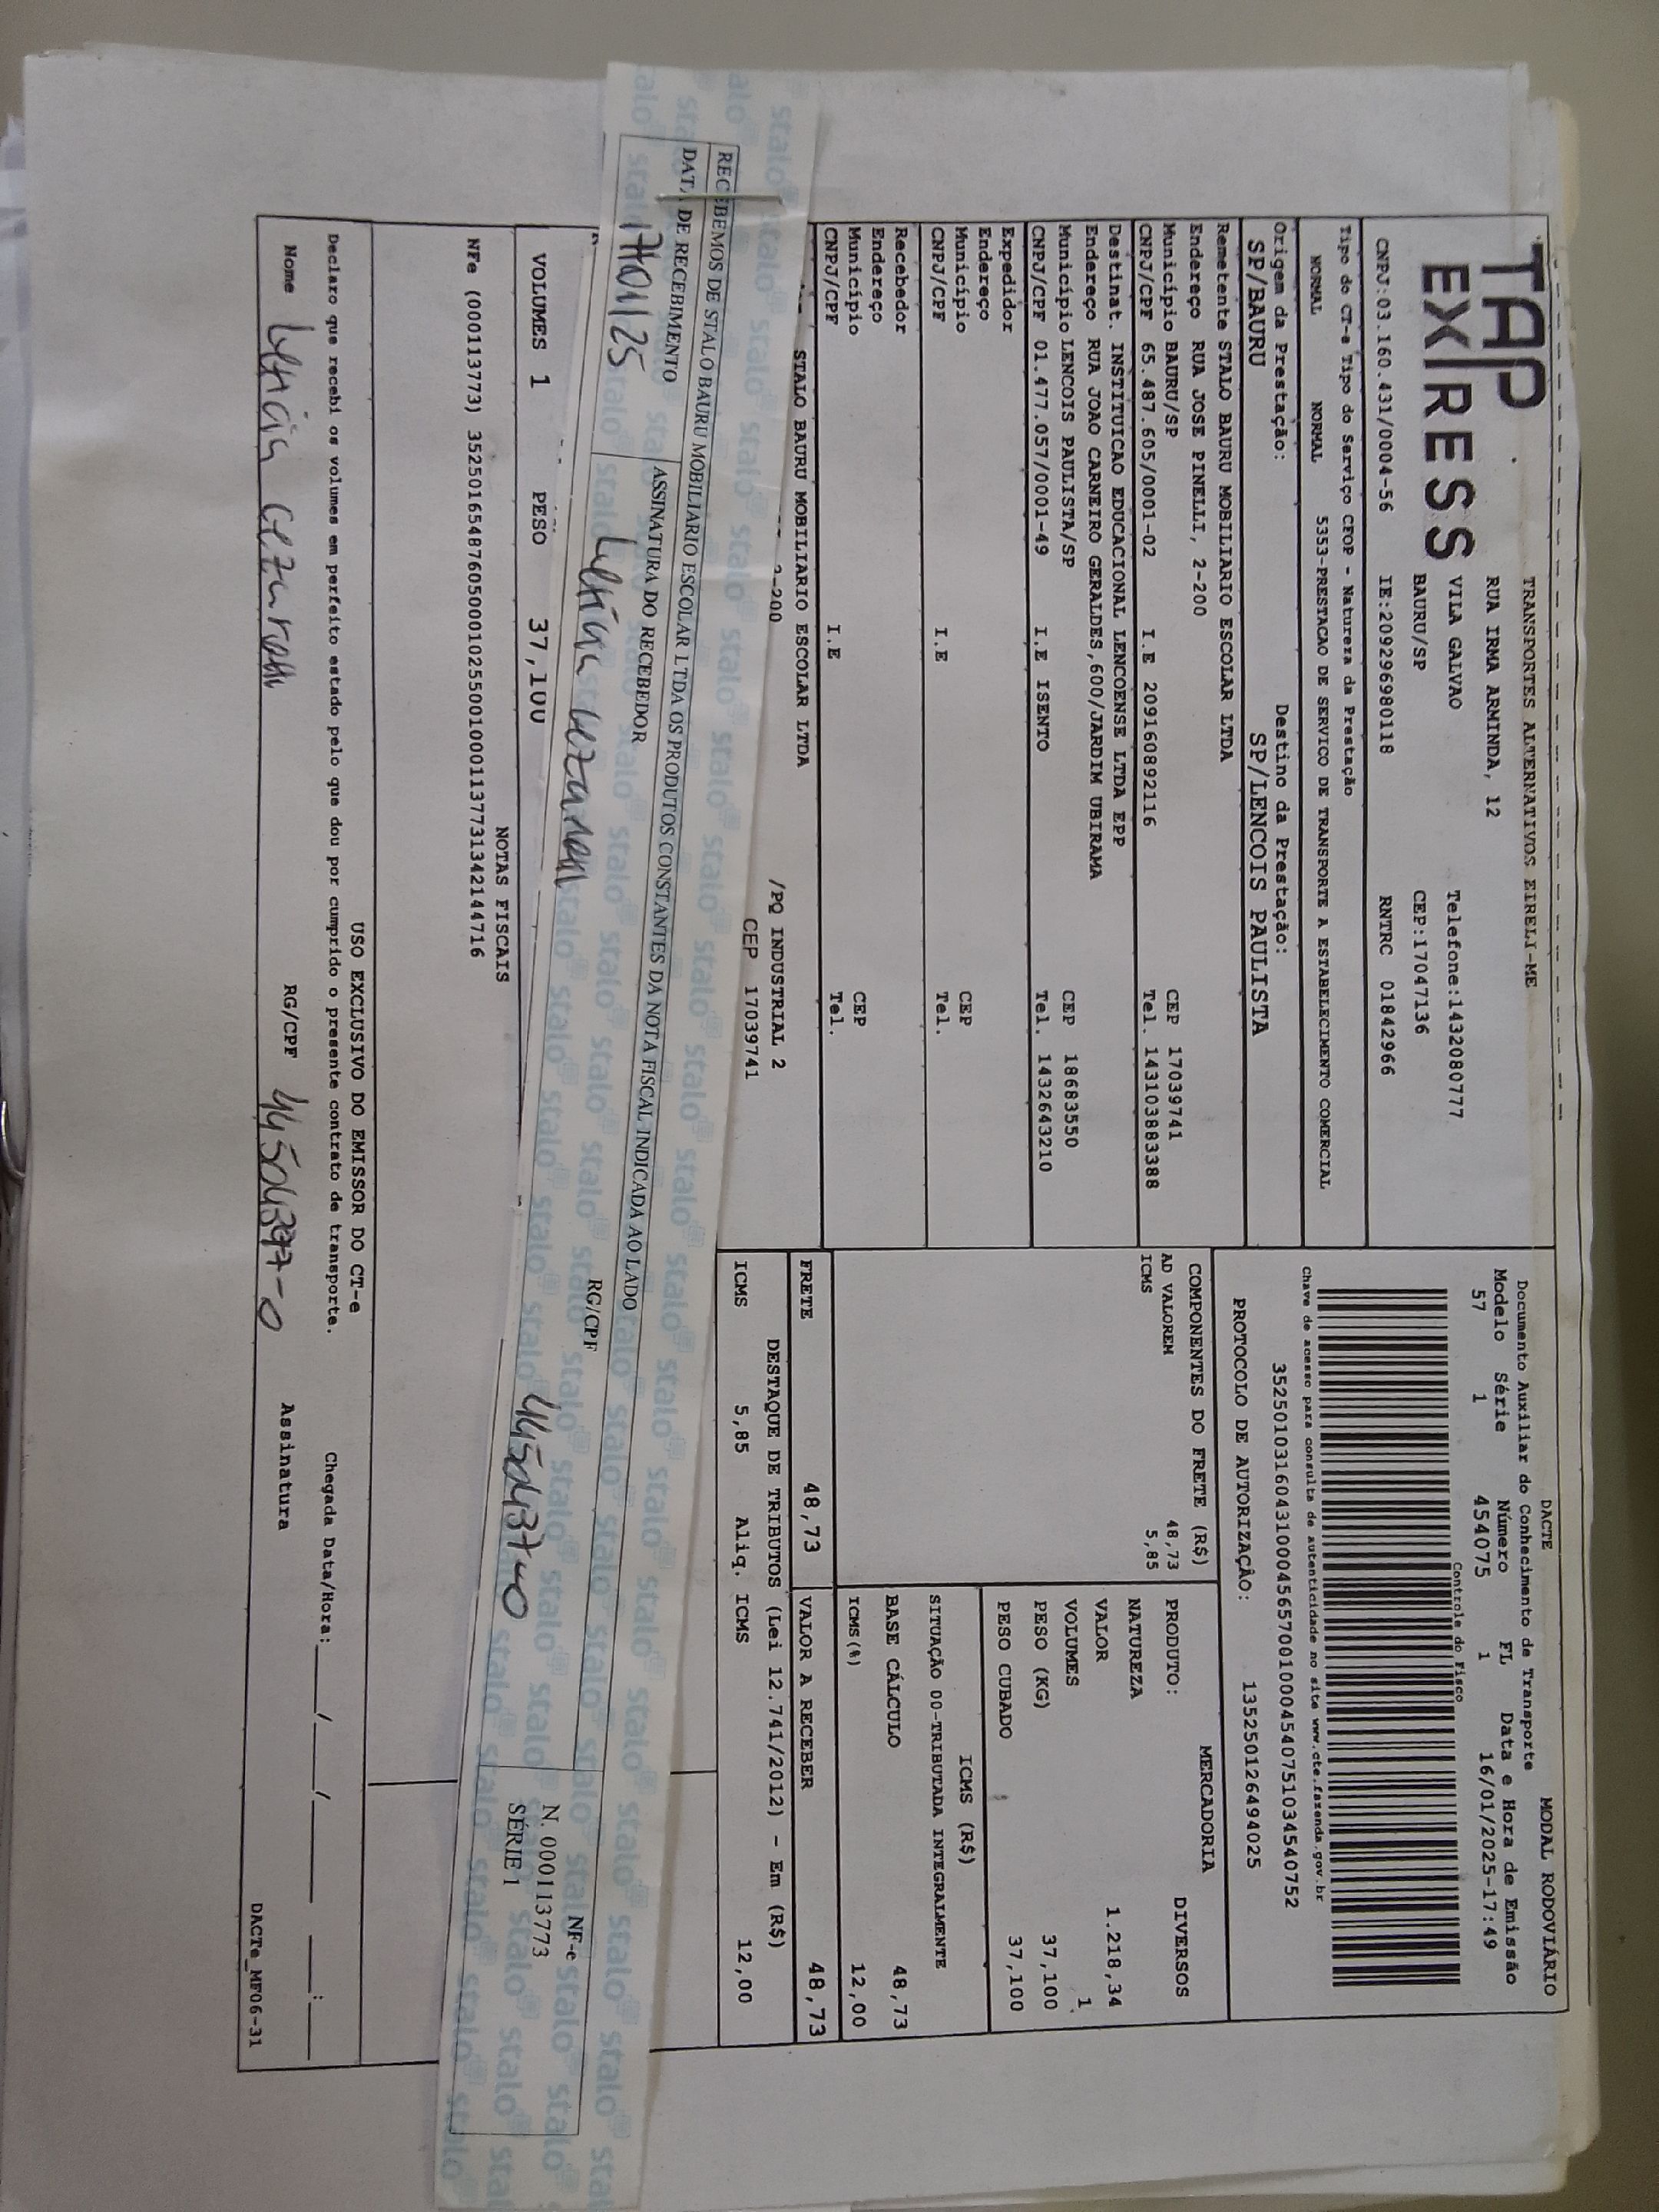 TAP
EXPRESS
TRANSPORTES ALTERNATIVOS EIRELI-ME
RUA IRMA ARMINDA, 12
VILA GALVAO Telefone:1432080777
BAURU/SP CEP:17047136
CNPJ:03.160.431/0004-56 IE:209296980118 RNTRC 01842966
Tipo do CT-e Tipo do Serviço CFOP - Natureza da Prestação
NORMAL NORMAL 5353-PRESTACAO DE SERVICO DE TRANSPORTE A ESTABELECIMENTO COMERCIAL
Origem da Prestação: Destino da Prestação:
SP/BAURU SP/LENCOIS PAULISTA
Remetente STALO BAURU MOBILIARIO ESCOLAR LTDA
Endereço RUA JOSE PINELLI, 2-200
Município BAURU/SP CEP 17039741
CNPJ/CPF 65.487.605/0001-02 I.E 209160892116 Tel. 143103883388
Destinat. INSTITUICAO EDUCACIONAL LENCOENSE LTDA EPP
Endereço RUA JOAO CARNEIRO GERALDES,600/JARDIM UBIRAMA
Município LENCOIS PAULISTA/SP CEP 18683550
CNPJ/CPF 01.477.057/0001-49 I.E ISENTO Tel. 1432643210
Expedidor
Endereço
Município CEP
CNPJ/CPF I.E Tel.
Recebedor
Endereço
Município CEP
CNPJ/CPF I.E Tel.
STALO BAURU MOBILIARIO ESCOLAR LTDA
2-200 /PQ INDUSTRIAL 2
CEP 17039741
DACTE MODAL RODOVIÁRIO
Documento Auxiliar do Conhecimento de Transporte
Modelo Série Número FL Data e Hora de Emissão
57 1 454075 1 16/01/2025-17:49
Controle do Fisco
Chave de acesso para consulta de autenticidade no site www.cte.fazenda.gov.br
35250103160431000456570010004540751034540752
PROTOCOLO DE AUTORIZAÇÃO: 135250126494025
COMPONENTES DO FRETE (R$)
AD VALOREM 48,73
ICMS 5,85
MERCADORIA
PRODUTO: DIVERSOS
NATUREZA
VALOR 1.218,34
VOLUMES 1
PESO (KG) 37,100
PESO CUBADO 37,100
ICMS (R$)
SITUAÇÃO 00-TRIBUTADA INTEGRALMENTE
BASE CÁLCULO 48,73
ICMS(%) 12,00
FRETE 48,73 VALOR A RECEBER 48,73
DESTAQUE DE TRIBUTOS (Lei 12.741/2012) - Em (R$)
ICMS 5,85 Aliq. ICMS 12,00
RECEBEMOS DE STALO BAURU MOBILIARIO ESCOLAR LTDA OS PRODUTOS CONSTANTES DA NOTA FISCAL INDICADA AO LADO
DATA DE RECEBIMENTO ASSINATURA DO RECEBEDOR RG/CPF
17/01/25
NF-e
N. 000113773
SÉRIE 1
VOLUMES 1 PESO 37,100
NOTAS FISCAIS
NFe (000113773) 35250165487605000102550010001137731342144716
USO EXCLUSIVO DO EMISSOR DO CT-e
Declaro que recebi os volumes em perfeito estado pelo que dou por cumprido o presente contrato de transporte. Chegada Data/Hora:___/___/___ __:__
Nome RG/CPF Assinatura
DACTe_MF06-31
stalo